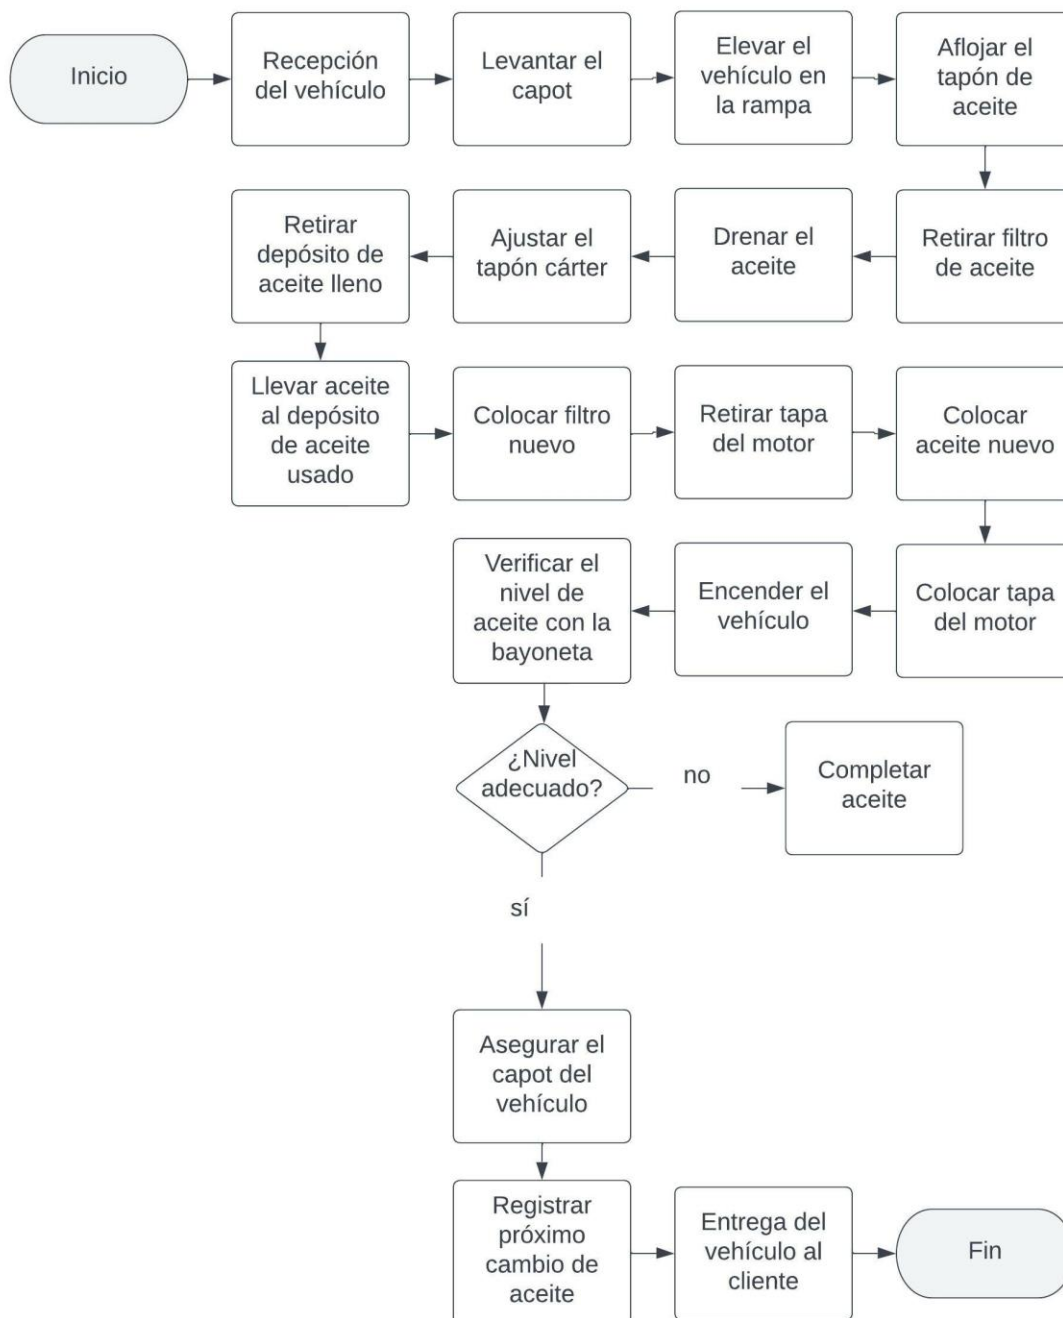 Inicio
Recepción
del vehículo
Levantar el
capot
Elevar el
vehículo en
la rampa
Aflojar el
tapón de
aceite
Retirar filtro
de aceite
Drenar el
aceite
Ajustar el
tapón cárter
Retirar
depósito de
aceite lleno
Llevar aceite
al depósito
de aceite
usado
Colocar filtro
nuevo
Retirar tapa
del motor
Colocar
aceite nuevo
Colocar tapa
del motor
Encender el
vehículo
Verificar el
nivel de
aceite con la
bayoneta
¿Nivel
adecuado?
no
Completar
aceite
sí
Asegurar el
capot del
vehículo
Registrar
próximo
cambio de
aceite
Entrega del
vehículo al
cliente
Fin